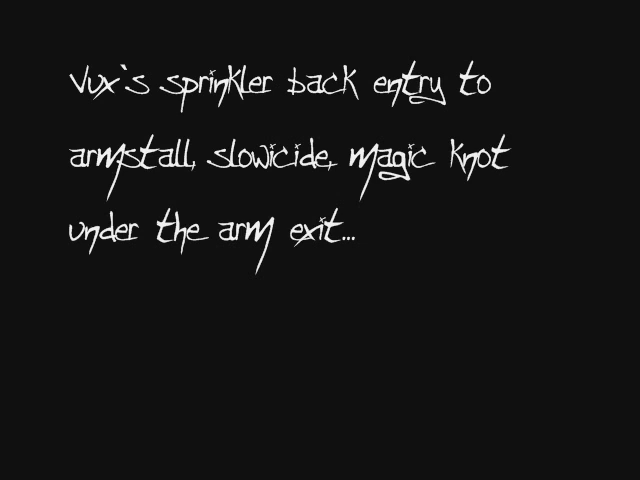 Vux`s sprinkler back entry to
armstall, slowicide, magic knot
under the arm exit...